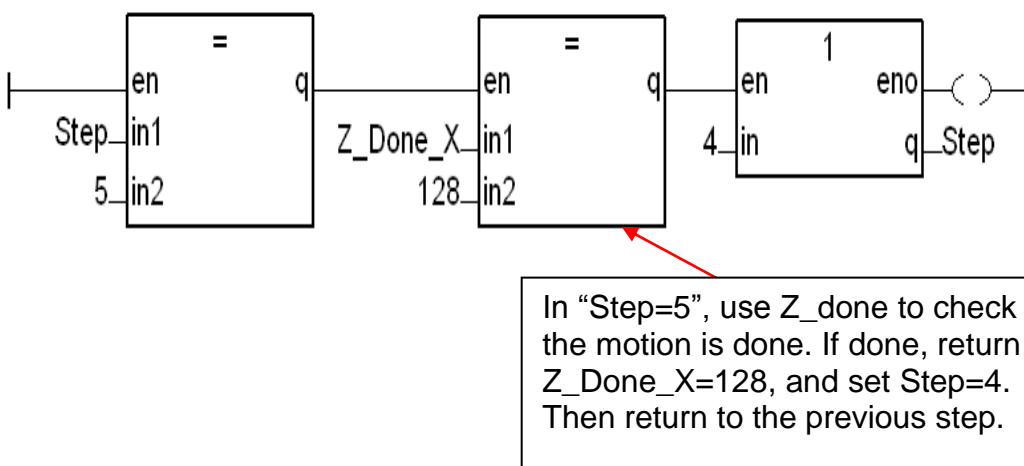 = = 1
en q en q en eno ( )
Step in1 Z_Done_X in1 4 in q Step
5 in2 128 in2
In “Step=5”, use Z_done to check
the motion is done. If done, return
Z_Done_X=128, and set Step=4.
Then return to the previous step.